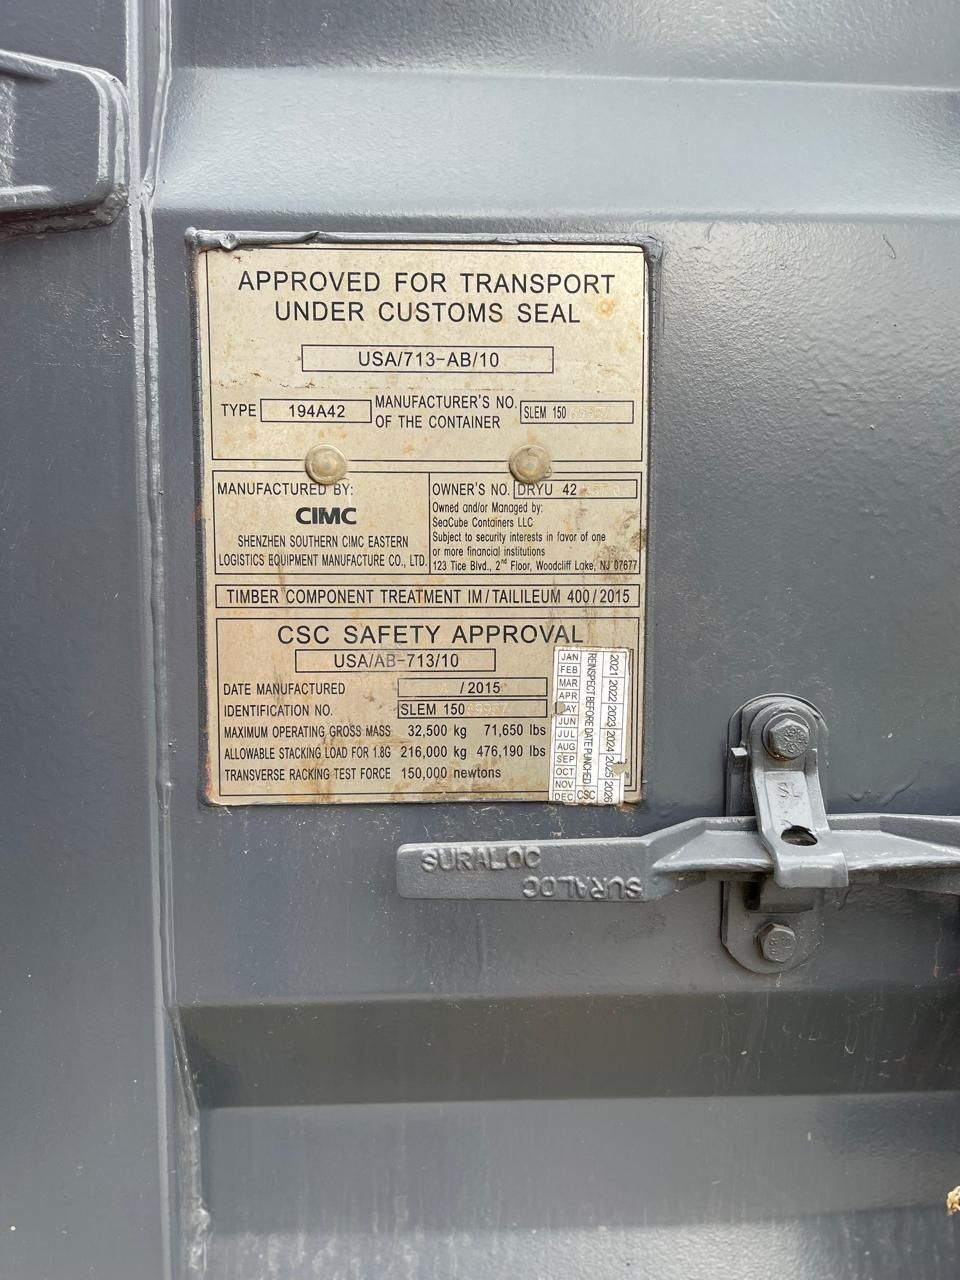 APPROVED FOR TRANSPORT
UNDER CUSTOMS SEAL
USA/713-AB/10
TYPE 194A42
MANUFACTURER'S NO.
OF THE CONTAINER
SLEM 150
MANUFACTURED BY:
CIMC
SHENZHEN SOUTHERN CIMC EASTERN
LOGISTICS EQUIPMENT MANUFACTURE CO., LTD.
OWNER'S NO. DRYU 42
Owned and/or Managed by:
SeaCube Containers LLC
Subject to security interests in favor of one
or more financial institutions
123 Tice Blvd., 2nd Floor, Woodcliff Lake, NJ 07677
TIMBER COMPONENT TREATMENT IM/TAILILEUM 400/2015
CSC SAFETY APPROVAL
USA/AB-713/10
DATE MANUFACTURED /2015
IDENTIFICATION NO. SLEM 150
MAXIMUM OPERATING GROSS MASS 32,500 kg 71,650 lbs
ALLOWABLE STACKING LOAD FOR 1.8G 216,000 kg 476,190 lbs
TRANSVERSE RACKING TEST FORCE 150,000 newtons
JAN
FEB
MAR
APR
JUN
JUL
AUG
SEP
OCT
NOV
DEC
REINSPECT BEFORE DATE PUNCHED
CSC
2021 2022 2023 2024 2025 2026
SL
SURALOC
SURALOC